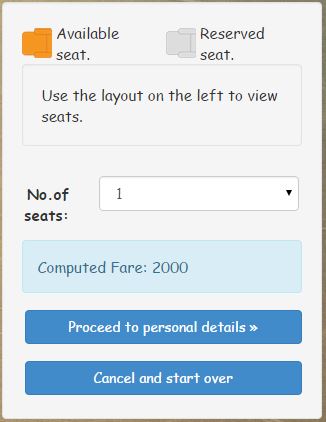 Available
seat.
Reserved
seat.
Use the layout on the left to view
seats.
No.of
seats:
1
Computed Fare: 2000
Proceed to personal details »
Cancel and start over